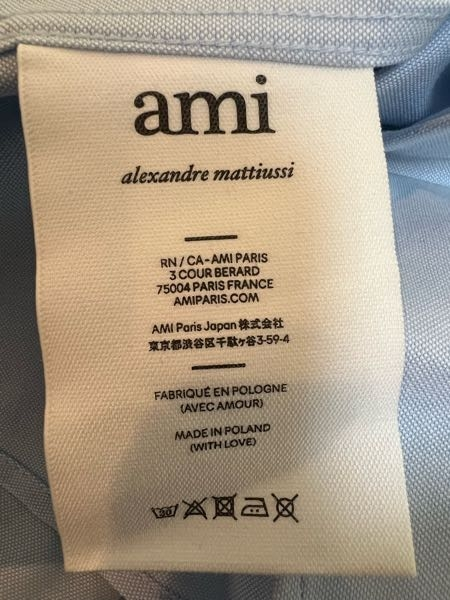 ami
alexandre mattiussi
RN / CA-AMI PARIS
3 COUR BERARD
75004 PARIS FRANCE
AMIPARIS.COM
AMI Paris Japan 株式会社
東京都渋谷区千駄ヶ谷3-59-4
FABRIQUÉ EN POLOGNE
(AVEC AMOUR)
MADE IN POLAND
(WITH LOVE)
30